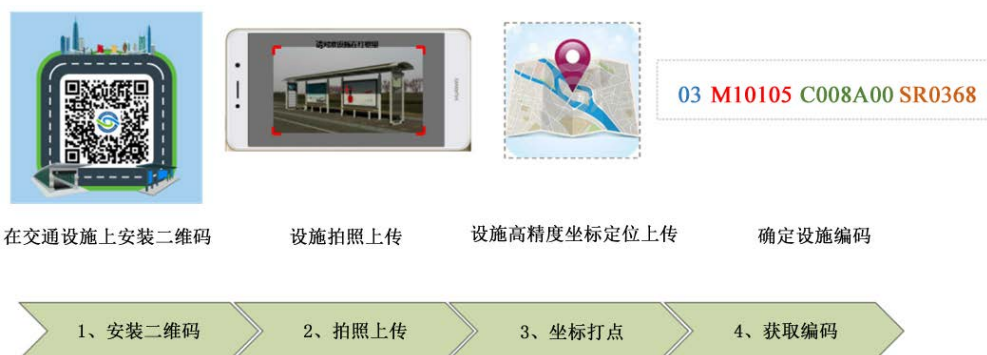 03 M10105 C008A00 SR0368
在交通设施上安装二维码
设施拍照上传
设施高精度坐标定位上传
确定设施编码
1、安装二维码
2、拍照上传
3、坐标打点
4、获取编码